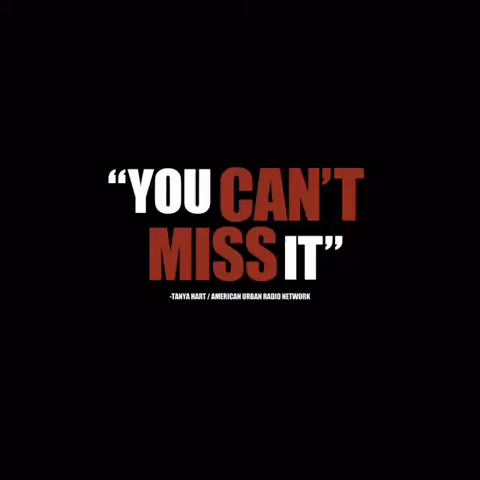 “YOU CAN’T
MISS IT”
-TANYA HART / AMERICAN URBAN RADIO NETWORK